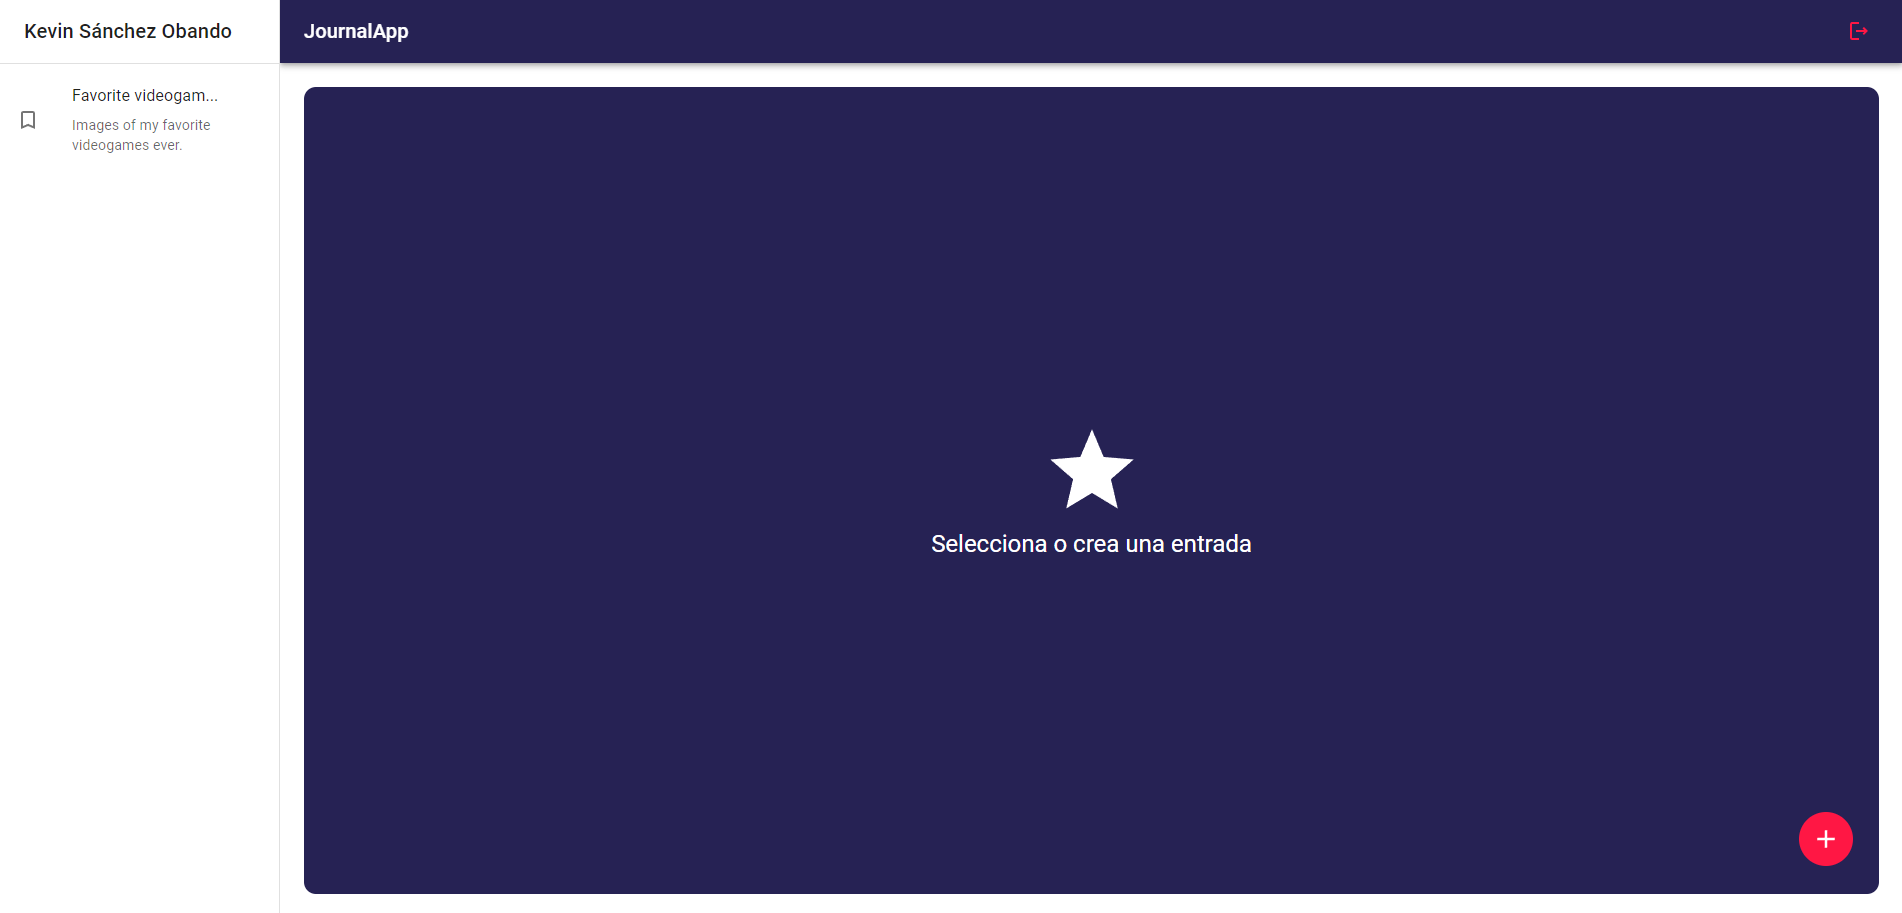 Kevin Sánchez Obando
JournalApp
Favorite videogam...
Images of my favorite
videogames ever.
Selecciona o crea una entrada